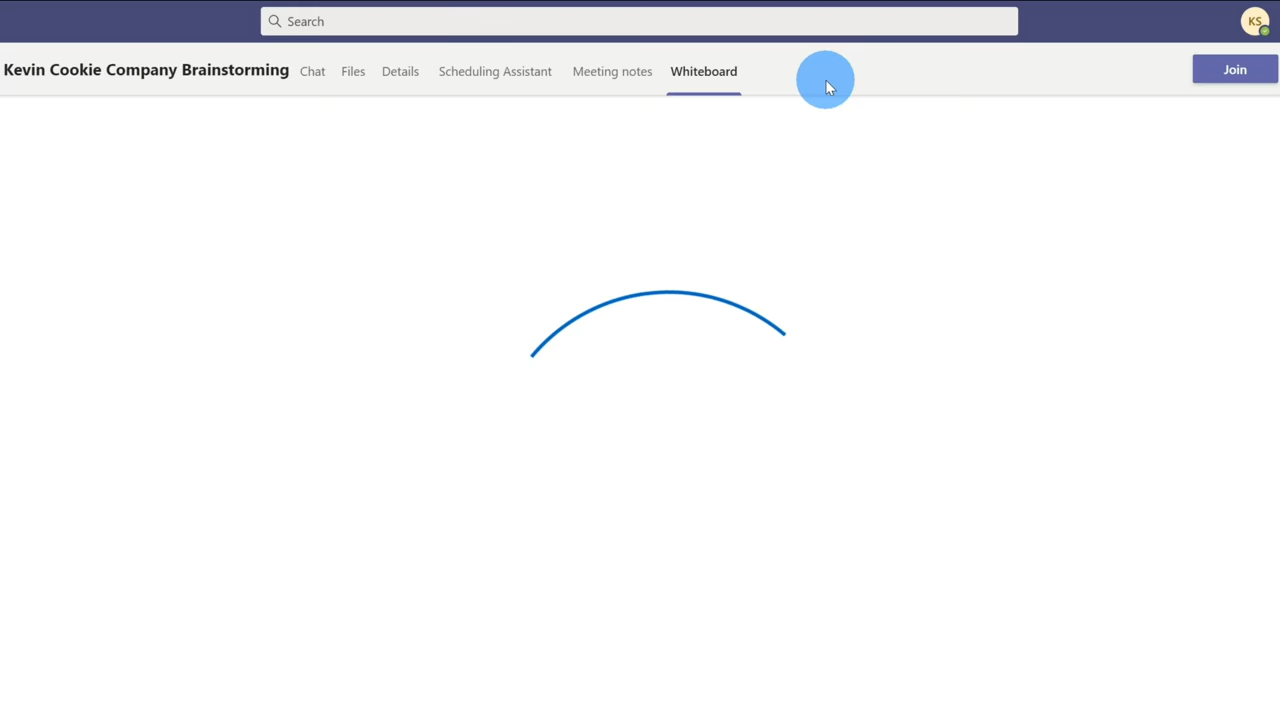 Search
KS
Kevin Cookie Company Brainstorming Chat Files Details Scheduling Assistant Meeting notes Whiteboard Join